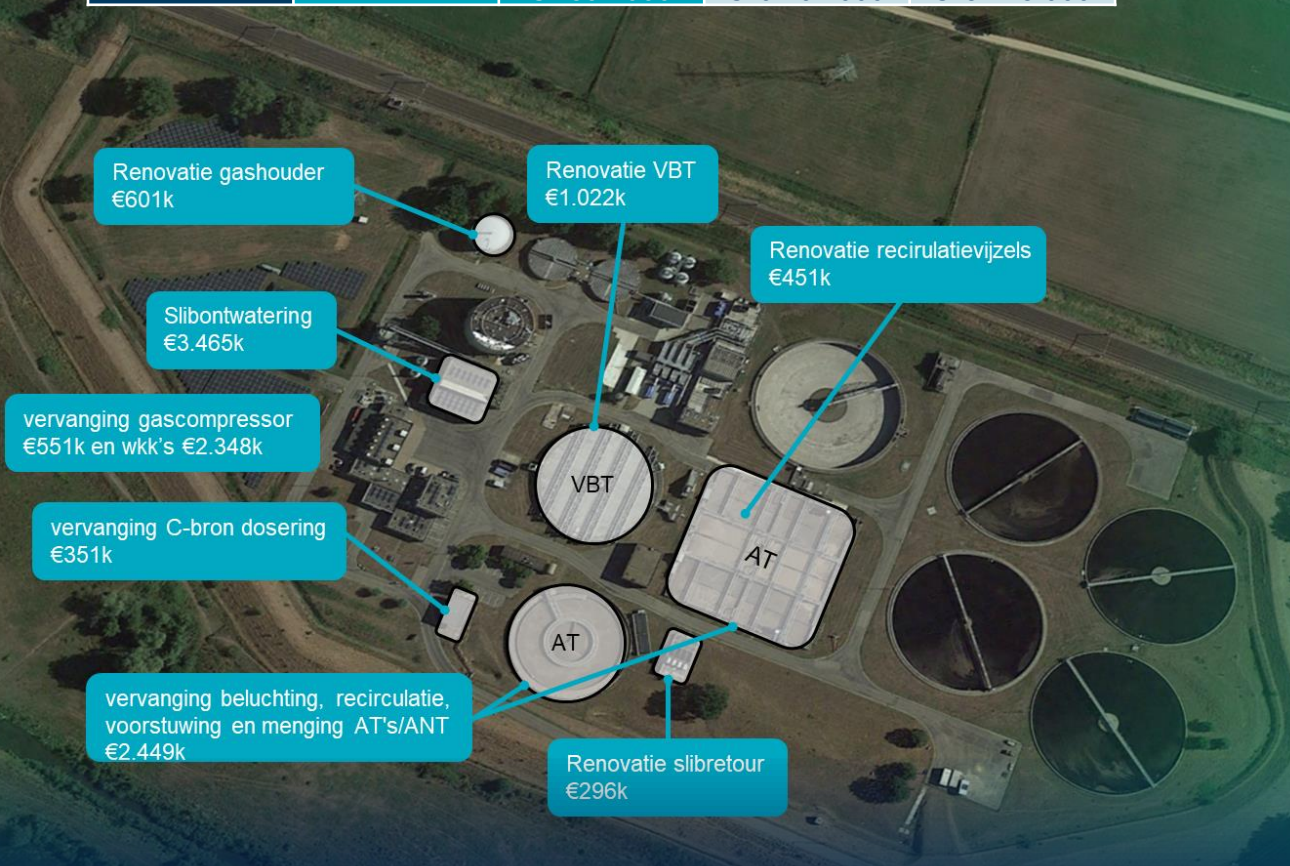 Renovatie gashouder
€601k
Renovatie VBT
€1.022k
Renovatie recirulatievijzels
€451k
Slibontwatering
€3.465k
vervanging gascompressor
€551k en wkk's €2.348k
VBT
AT
vervanging C-bron dosering
€351k
AT
vervanging beluchting, recirculatie,
voorstuwing en menging AT's/ANT
€2.449k
Renovatie slibretour
€296k